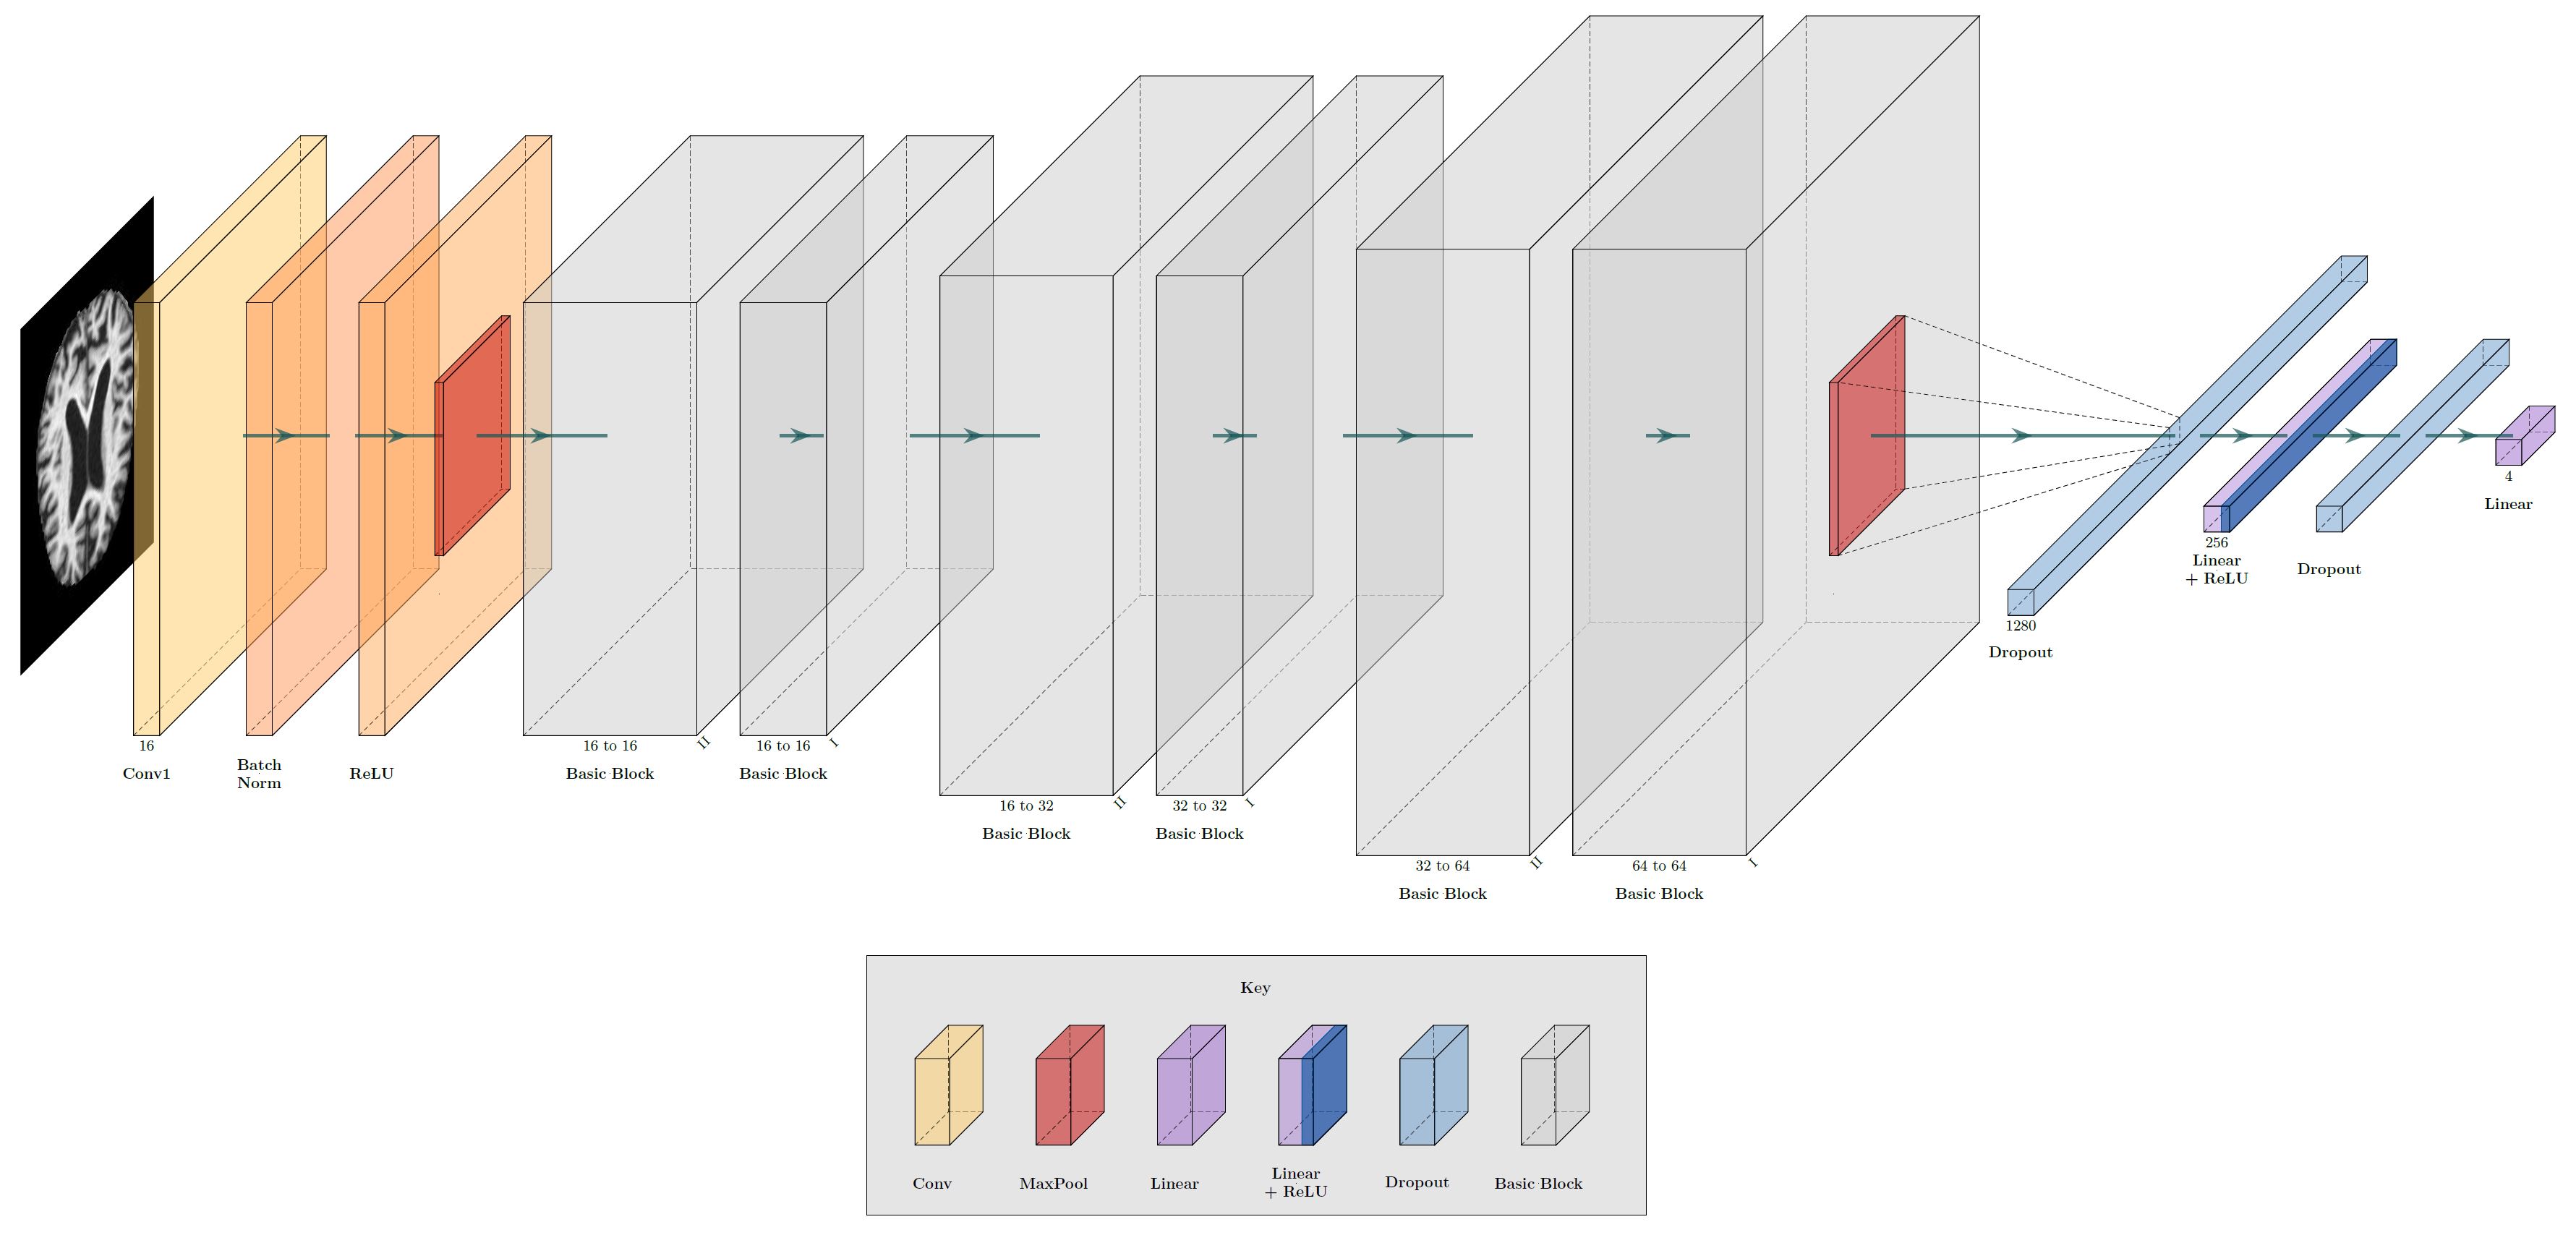 16
Conv1
Batch
Norm
ReLU
16 to 16
II
Basic Block
16 to 16
I
Basic Block
16 to 32
II
Basic Block
32 to 32
I
Basic Block
32 to 64
II
Basic Block
64 to 64
I
Basic Block
1280
Dropout
256
Linear
+ ReLU
Dropout
4
Linear
Key
Conv
MaxPool
Linear
Linear
+ ReLU
Dropout
Basic Block